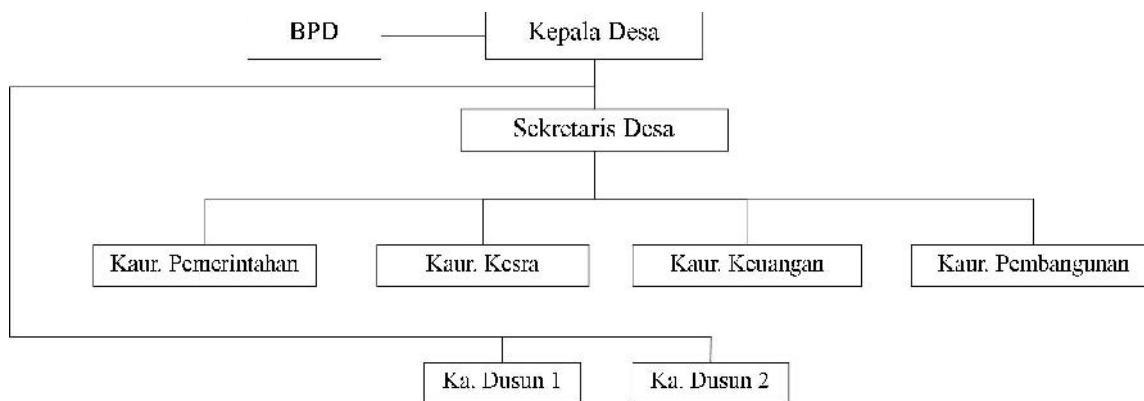 BPD
Kepala Desa
Sekretaris Desa
Kaur. Pemerintahan
Kaur. Kesra
Kaur. Keuangan
Kaur. Pembangunan
Ka. Dusun 1
Ka. Dusun 2